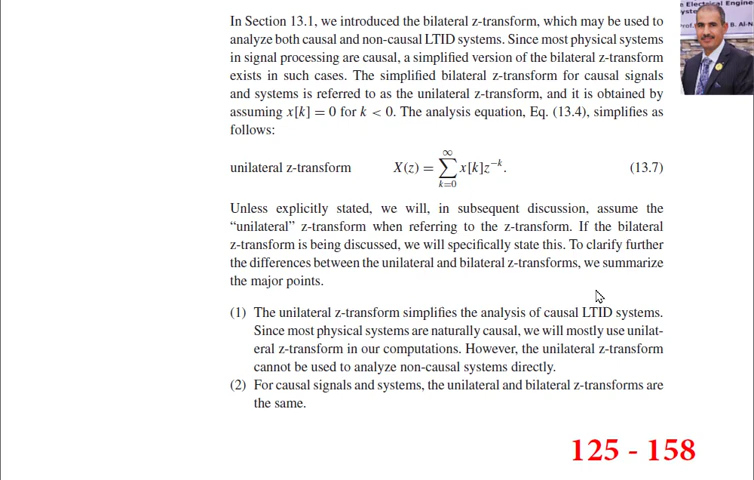 e Electrical Engine
yste
Prof.
B. Al-N
In Section 13.1, we introduced the bilateral z-transform, which may be used to
analyze both causal and non-causal LTID systems. Since most physical systems
in signal processing are causal, a simplified version of the bilateral z-transform
exists in such cases. The simplified bilateral z-transform for causal signals
and systems is referred to as the unilateral z-transform, and it is obtained by
assuming x[k] = 0 for k < 0. The analysis equation, Eq. (13.4), simplifies as
follows:
unilateral z-transform X(z) = ∑_{k=0}^{∞} x[k]z^{−k}. (13.7)
Unless explicitly stated, we will, in subsequent discussion, assume the
“unilateral” z-transform when referring to the z-transform. If the bilateral
z-transform is being discussed, we will specifically state this. To clarify further
the differences between the unilateral and bilateral z-transforms, we summarize
the major points.
(1) The unilateral z-transform simplifies the analysis of causal LTID systems.
Since most physical systems are naturally causal, we will mostly use unilat-
eral z-transform in our computations. However, the unilateral z-transform
cannot be used to analyze non-causal systems directly.
(2) For causal signals and systems, the unilateral and bilateral z-transforms are
the same.
125 - 158